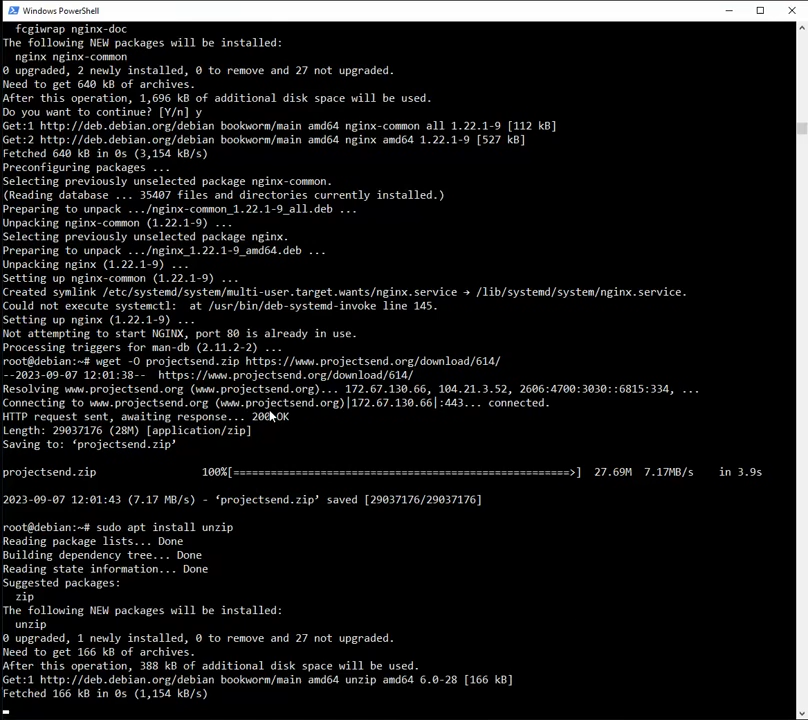 Windows PowerShell
fcgiwrap nginx-doc
The following NEW packages will be installed:
nginx nginx-common
0 upgraded, 2 newly installed, 0 to remove and 27 not upgraded.
Need to get 640 kB of archives.
After this operation, 1,696 kB of additional disk space will be used.
Do you want to continue? [Y/n] y
Get:1 http://deb.debian.org/debian bookworm/main amd64 nginx-common all 1.22.1-9 [112 kB]
Get:2 http://deb.debian.org/debian bookworm/main amd64 nginx amd64 1.22.1-9 [527 kB]
Fetched 640 kB in 0s (3,154 kB/s)
Preconfiguring packages ...
Selecting previously unselected package nginx-common.
(Reading database ... 35407 files and directories currently installed.)
Preparing to unpack .../nginx-common_1.22.1-9_all.deb ...
Unpacking nginx-common (1.22.1-9) ...
Selecting previously unselected package nginx.
Preparing to unpack .../nginx_1.22.1-9_amd64.deb ...
Unpacking nginx (1.22.1-9) ...
Setting up nginx-common (1.22.1-9) ...
Created symlink /etc/systemd/system/multi-user.target.wants/nginx.service → /lib/systemd/system/nginx.service.
Could not execute systemctl:  at /usr/bin/deb-systemd-invoke line 145.
Setting up nginx (1.22.1-9) ...
Not attempting to start NGINX, port 80 is already in use.
Processing triggers for man-db (2.11.2-2) ...
root@debian:~# wget -O projectsend.zip https://www.projectsend.org/download/614/
--2023-09-07 12:01:38--  https://www.projectsend.org/download/614/
Resolving www.projectsend.org (www.projectsend.org)... 172.67.130.66, 104.21.3.52, 2606:4700:3030::6815:334, ...
Connecting to www.projectsend.org (www.projectsend.org)|172.67.130.66|:443... connected.
HTTP request sent, awaiting response... 200 OK
Length: 29037176 (28M) [application/zip]
Saving to: ‘projectsend.zip’
projectsend.zip 100%[===================================================>] 27.69M 7.17MB/s in 3.9s
2023-09-07 12:01:43 (7.17 MB/s) - ‘projectsend.zip’ saved [29037176/29037176]
root@debian:~# sudo apt install unzip
Reading package lists... Done
Building dependency tree... Done
Reading state information... Done
Suggested packages:
zip
The following NEW packages will be installed:
unzip
0 upgraded, 1 newly installed, 0 to remove and 27 not upgraded.
Need to get 166 kB of archives.
After this operation, 388 kB of additional disk space will be used.
Get:1 http://deb.debian.org/debian bookworm/main amd64 unzip amd64 6.0-28 [166 kB]
Fetched 166 kB in 0s (1,154 kB/s)